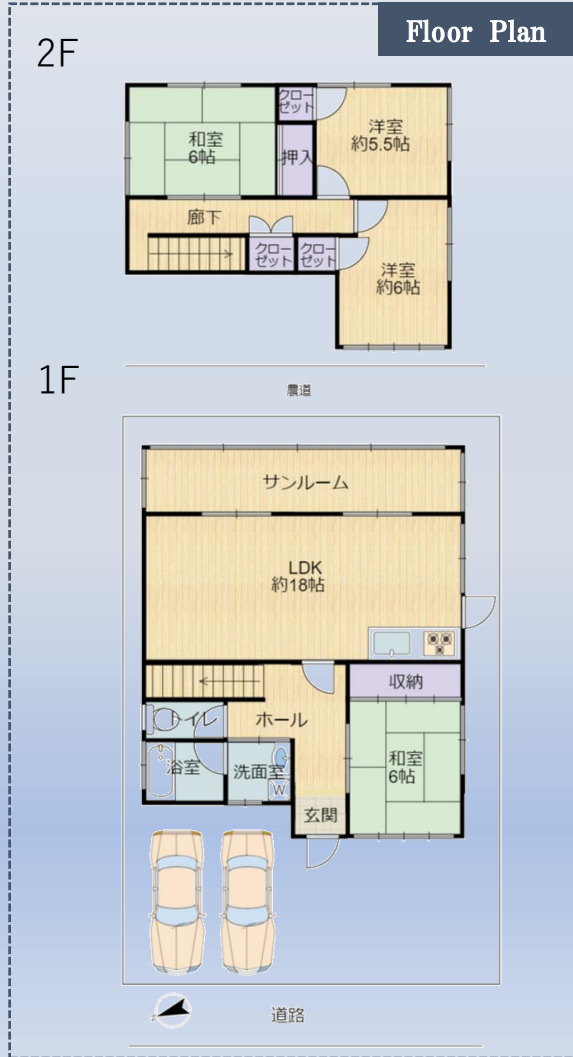 Floor Plan
2F
クロー
ゼット
和室
6帖
押入
洋室
約5.5帖
廊下
クロー
ゼット
クロー
ゼット
洋室
約6帖
1F
農道
サンルーム
LDK
約18帖
収納
トイレ
ホール
浴室
洗面室
W
和室
6帖
玄関
道路